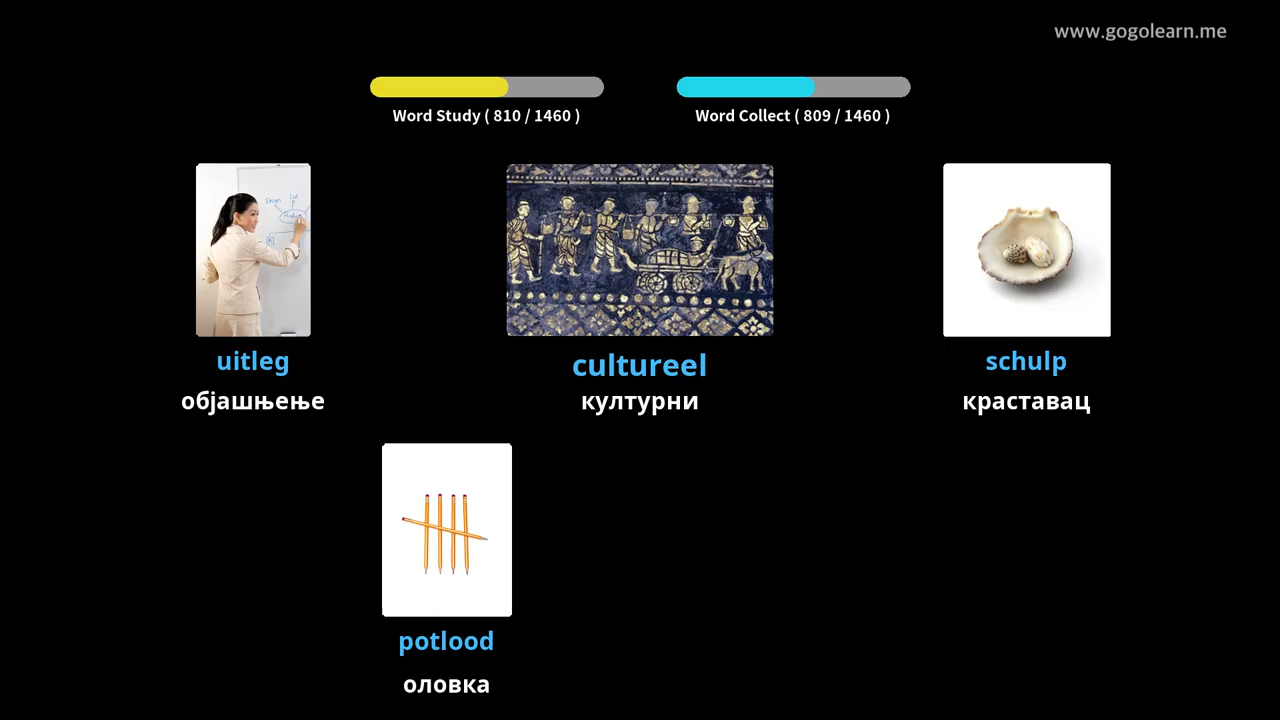 www.gogolearn.me
Word Study ( 810 / 1460 )
Word Collect ( 809 / 1460 )
uitleg
објашњење
cultureel
културни
schulp
краставац
potlood
оловка